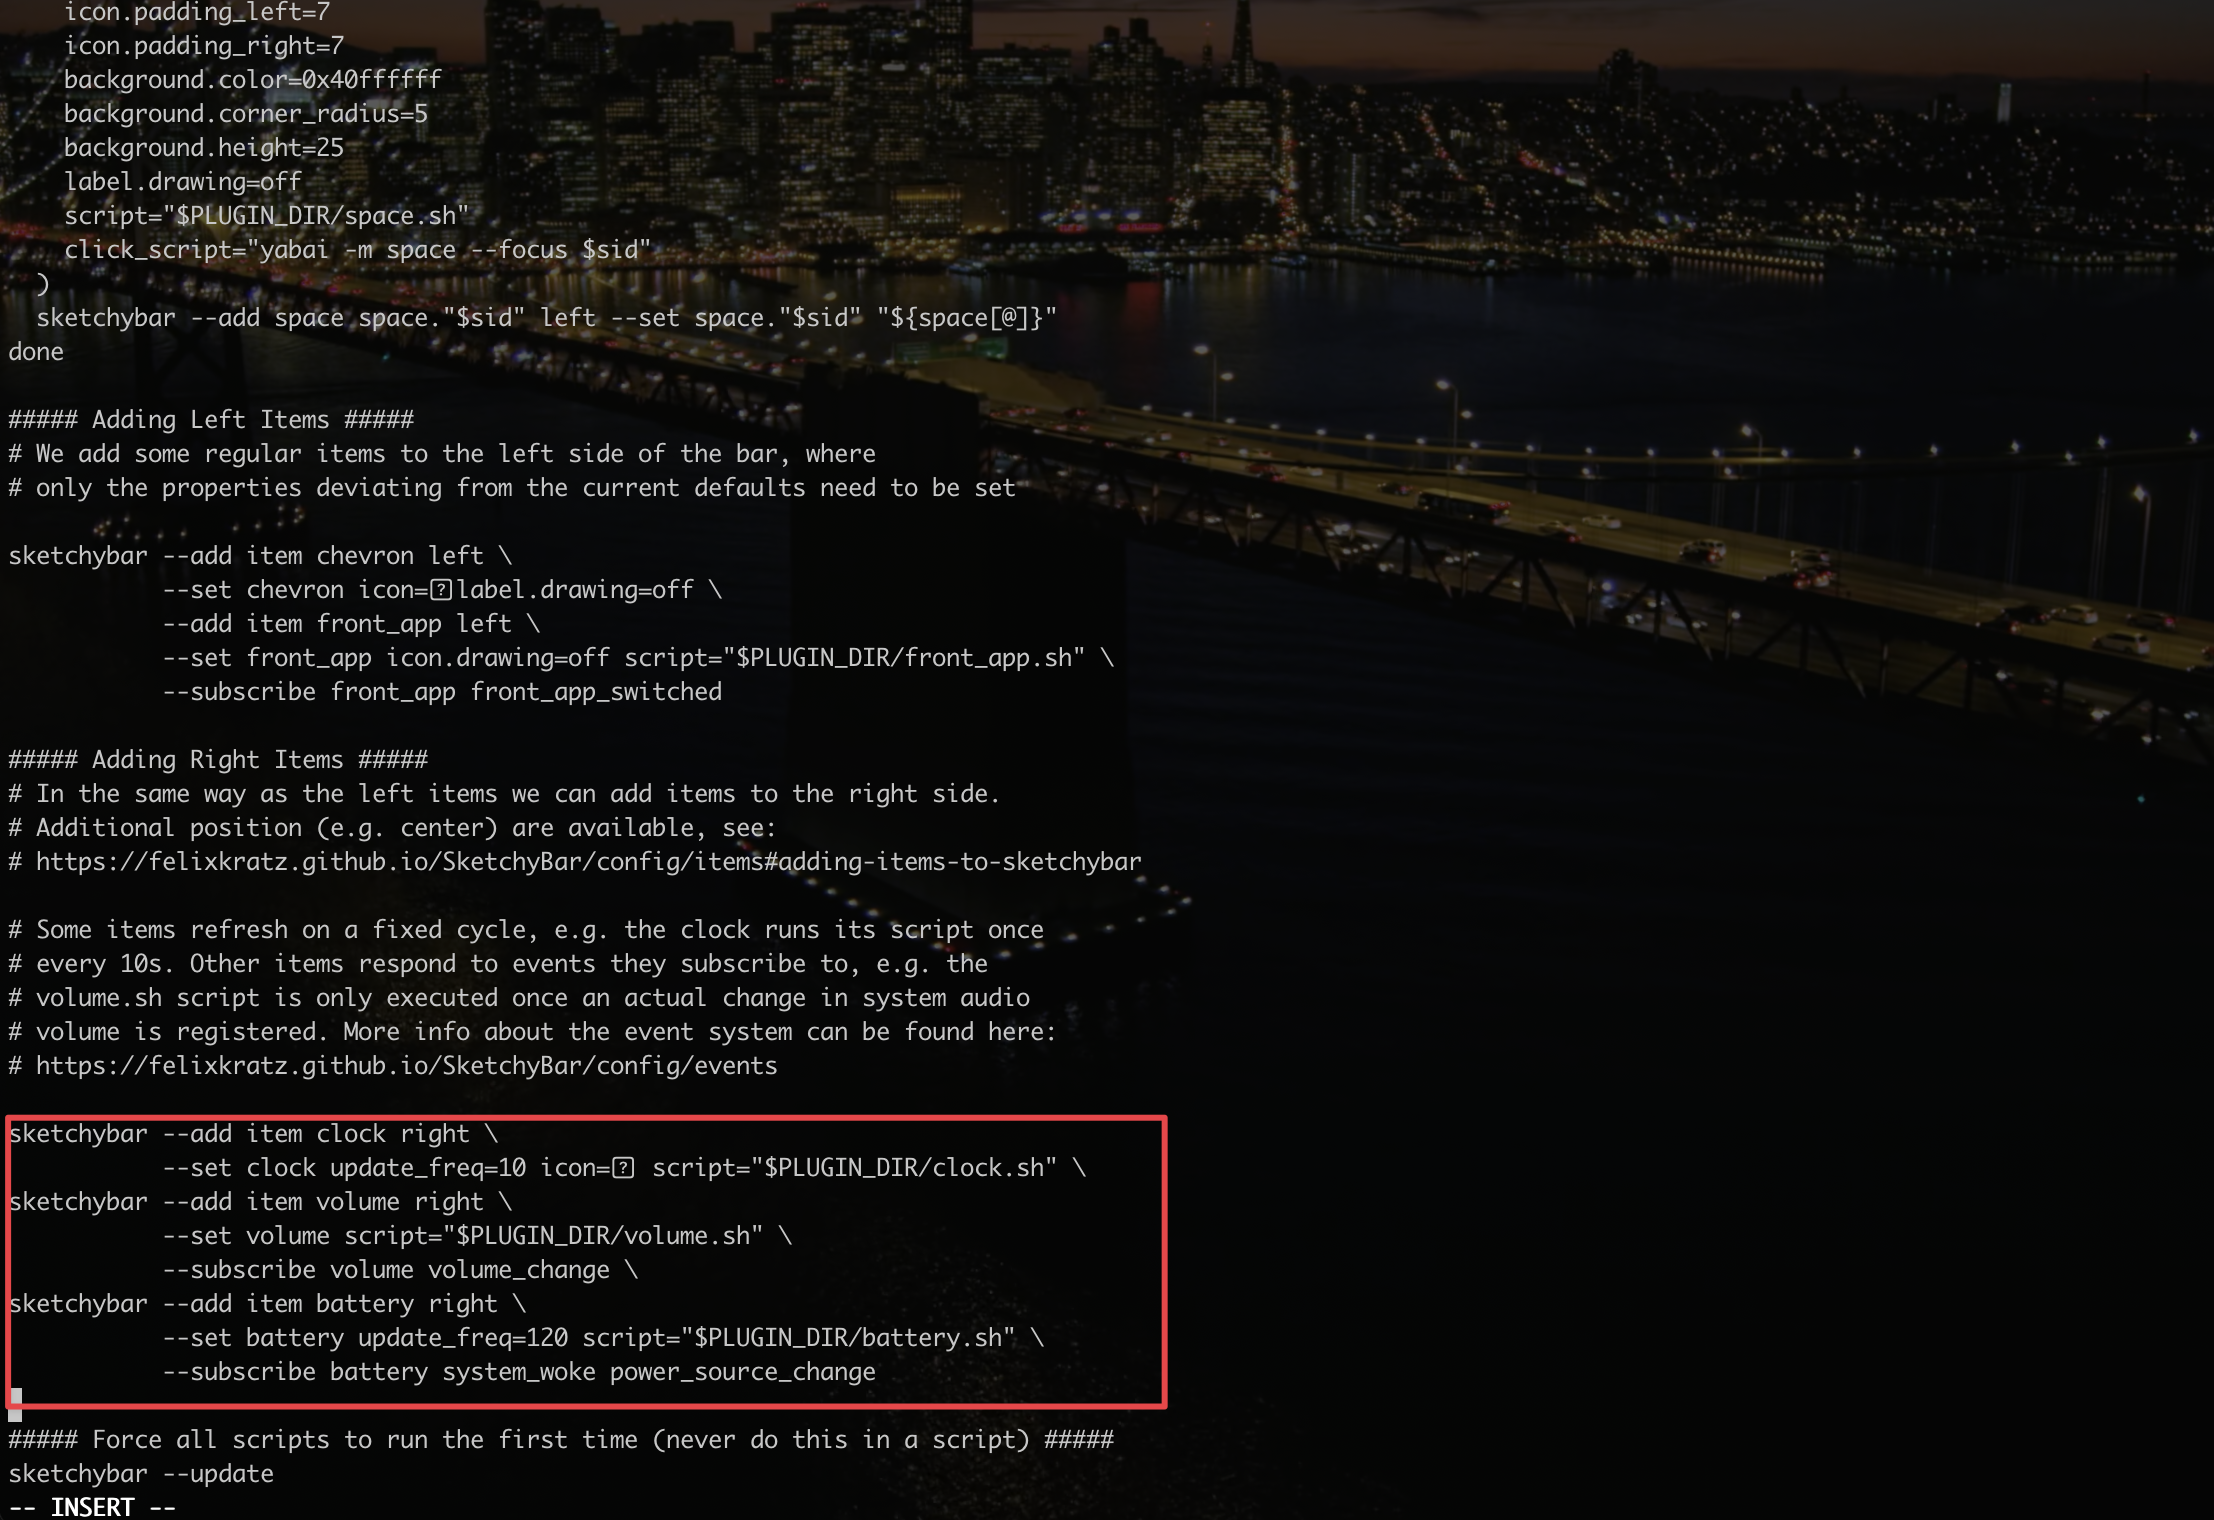 icon.padding_left=7
icon.padding_right=7
background.color=0x40ffffff
background.corner_radius=5
background.height=25
label.drawing=off
script="$PLUGIN_DIR/space.sh"
click_script="yabai -m space --focus $sid"
)
sketchybar --add space space."$sid" left --set space."$sid" "${space[@]}"
done
##### Adding Left Items #####
# We add some regular items to the left side of the bar, where
# only the properties deviating from the current defaults need to be set
sketchybar --add item chevron left \
--set chevron icon=⍰label.drawing=off \
--add item front_app left \
--set front_app icon.drawing=off script="$PLUGIN_DIR/front_app.sh" \
--subscribe front_app front_app_switched
##### Adding Right Items #####
# In the same way as the left items we can add items to the right side.
# Additional position (e.g. center) are available, see:
# https://felixkratz.github.io/SketchyBar/config/items#adding-items-to-sketchybar
# Some items refresh on a fixed cycle, e.g. the clock runs its script once
# every 10s. Other items respond to events they subscribe to, e.g. the
# volume.sh script is only executed once an actual change in system audio
# volume is registered. More info about the event system can be found here:
# https://felixkratz.github.io/SketchyBar/config/events
sketchybar --add item clock right \
--set clock update_freq=10 icon=⍰ script="$PLUGIN_DIR/clock.sh" \
sketchybar --add item volume right \
--set volume script="$PLUGIN_DIR/volume.sh" \
--subscribe volume volume_change \
sketchybar --add item battery right \
--set battery update_freq=120 script="$PLUGIN_DIR/battery.sh" \
--subscribe battery system_woke power_source_change
##### Force all scripts to run the first time (never do this in a script) #####
sketchybar --update
-- INSERT --